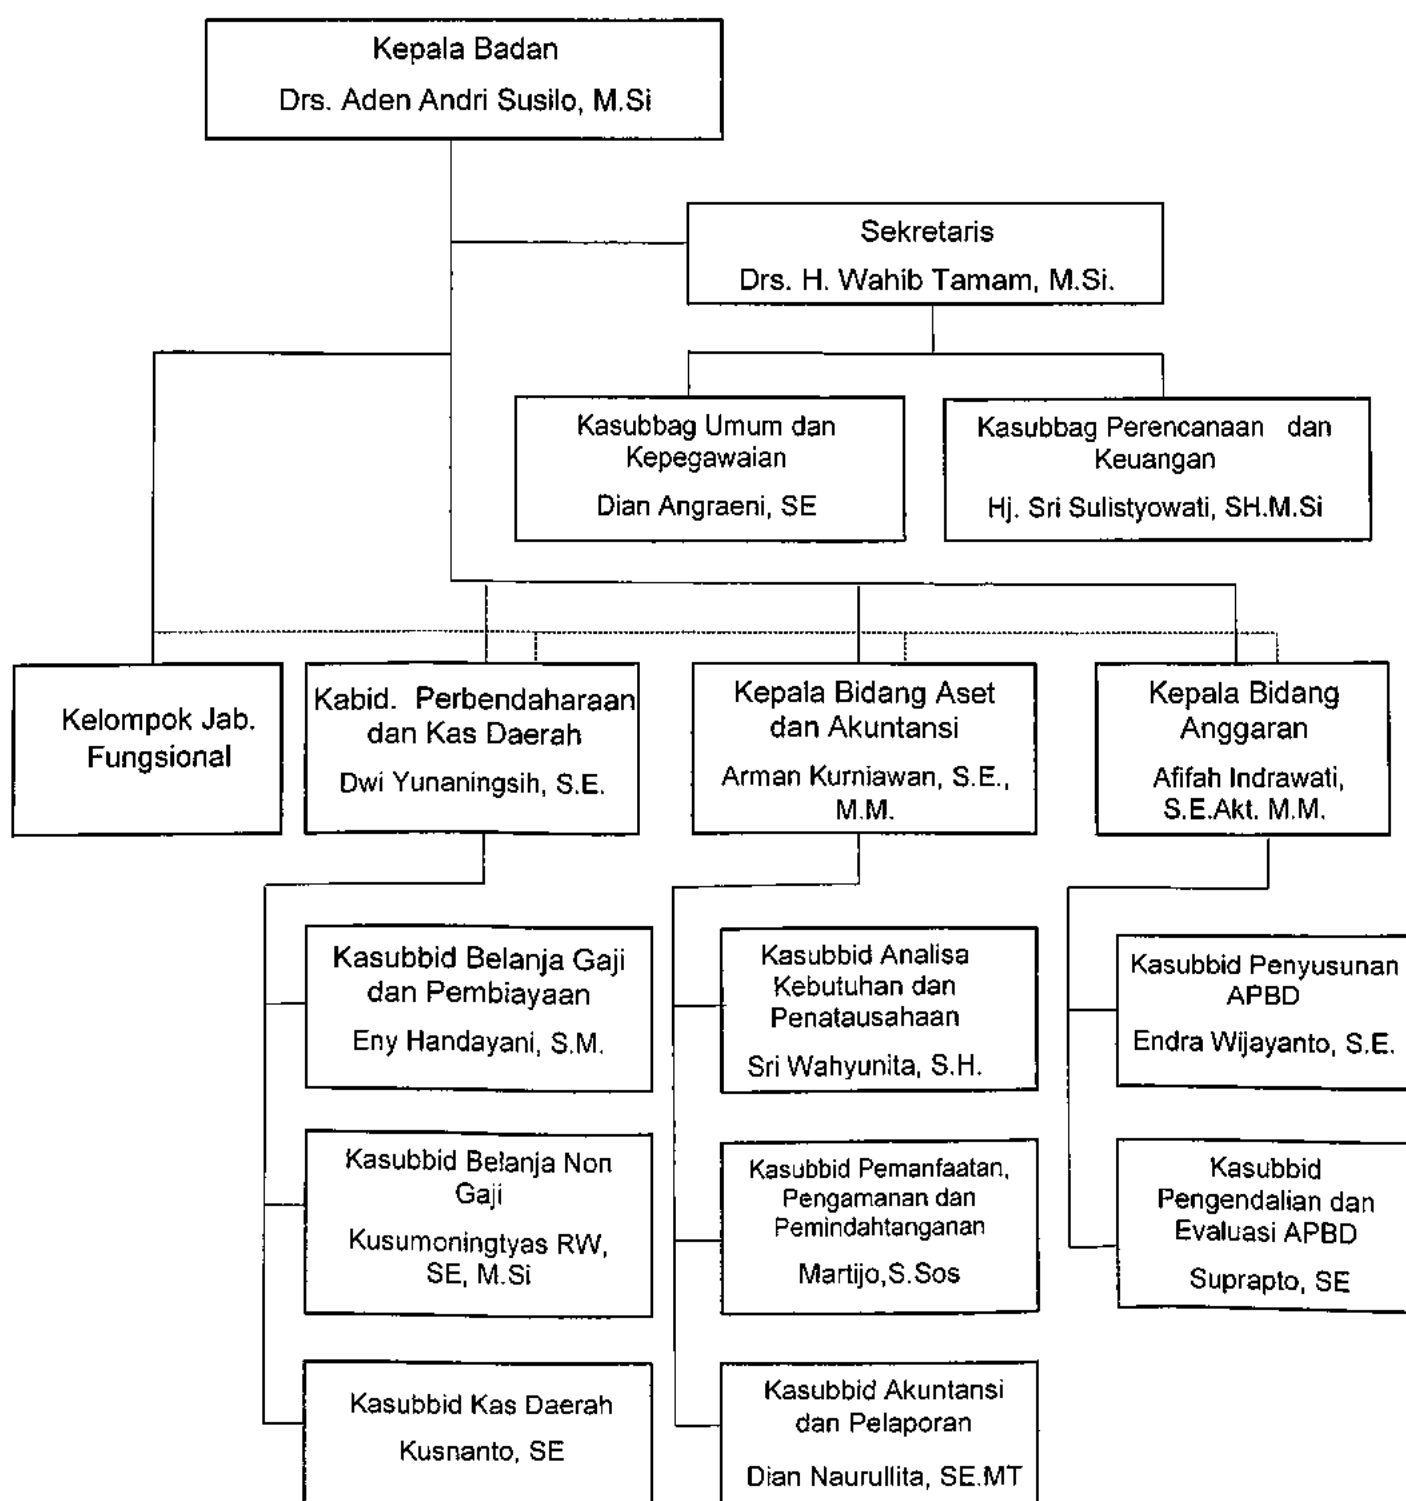 Kepala Badan
Drs. Aden Andri Susilo, M.Si
Sekretaris
Drs. H. Wahib Tamam, M.Si.
Kasubbag Umum dan
Kepegawaian
Dian Angraeni, SE
Kasubbag Perencanaan dan
Keuangan
Hj. Sri Sulistyowati, SH.M.Si
Kelompok Jab.
Fungsional
Kabid. Perbendaharaan
dan Kas Daerah
Dwi Yunaningsih, S.E.
Kepala Bidang Aset
dan Akuntansi
Arman Kurniawan, S.E.,
M.M.
Kepala Bidang
Anggaran
Afifah Indrawati,
S.E.Akt. M.M.
Kasubbid Belanja Gaji
dan Pembiayaan
Eny Handayani, S.M.
Kasubbid Analisa
Kebutuhan dan
Penatausahaan
Sri Wahyunita, S.H.
Kasubbid Penyusunan
APBD
Endra Wijayanto, S.E.
Kasubbid Belanja Non
Gaji
Kusumoningtyas RW,
SE, M.Si
Kasubbid Pemanfaatan,
Pengamanan dan
Pemindahtanganan
Martijo,S.Sos
Kasubbid
Pengendalian dan
Evaluasi APBD
Suprapto, SE
Kasubbid Kas Daerah
Kusnanto, SE
Kasubbid Akuntansi
dan Pelaporan
Dian Naurullita, SE.MT